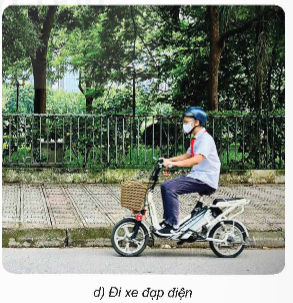 d) Đi xe đạp điện